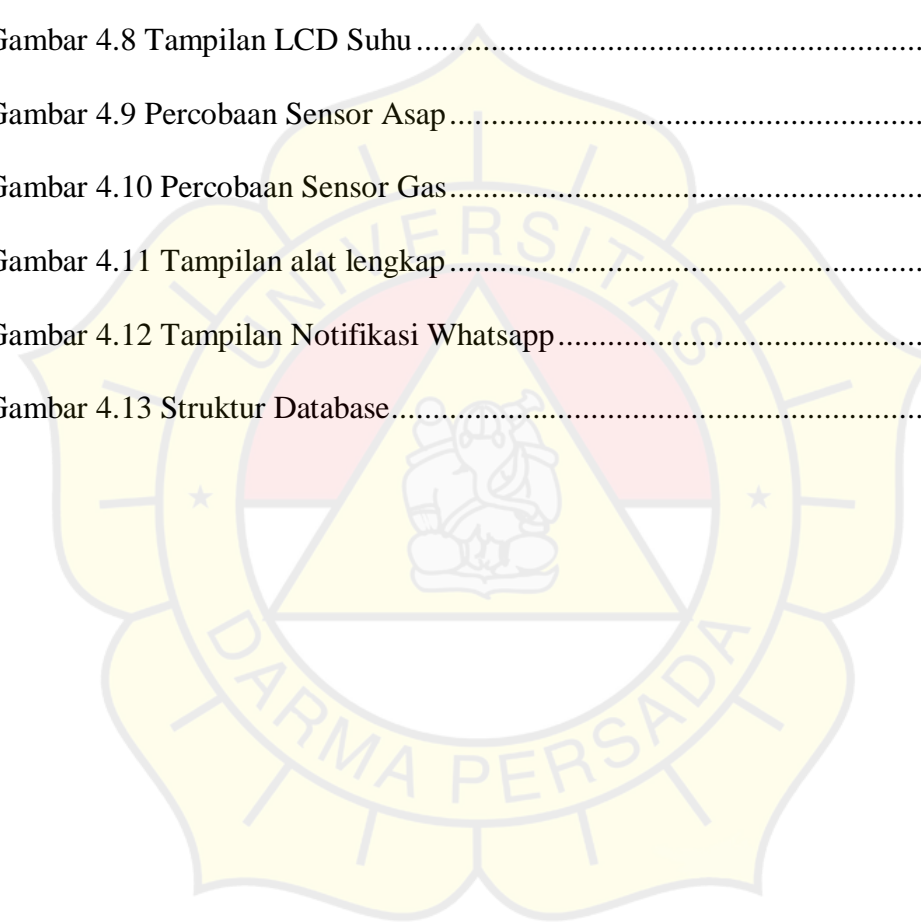 Gambar 4.8 Tampilan LCD Suhu........................................................................
Gambar 4.9 Percobaan Sensor Asap....................................................................
Gambar 4.10 Percobaan Sensor Gas....................................................................
Gambar 4.11 Tampilan alat lengkap....................................................................
Gambar 4.12 Tampilan Notifikasi Whatsapp......................................................
Gambar 4.13 Struktur Database...........................................................................
UNIVERSITAS
DARMA PERSADA